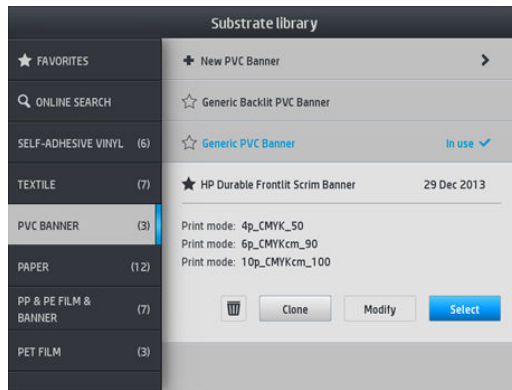 Substrate library
FAVORITES
ONLINE SEARCH
SELF-ADHESIVE VINYL (6)
TEXTILE (7)
PVC BANNER (3)
PAPER (12)
PP & PE FILM &
BANNER (7)
PET FILM (3)
New PVC Banner
Generic Backlit PVC Banner
Generic PVC Banner In use
HP Durable Frontlit Scrim Banner 29 Dec 2013
Print mode: 4p_CMYK_50
Print mode: 6p_CMYKcm_90
Print mode: 10p_CMYKcm_100
Clone Modify Select